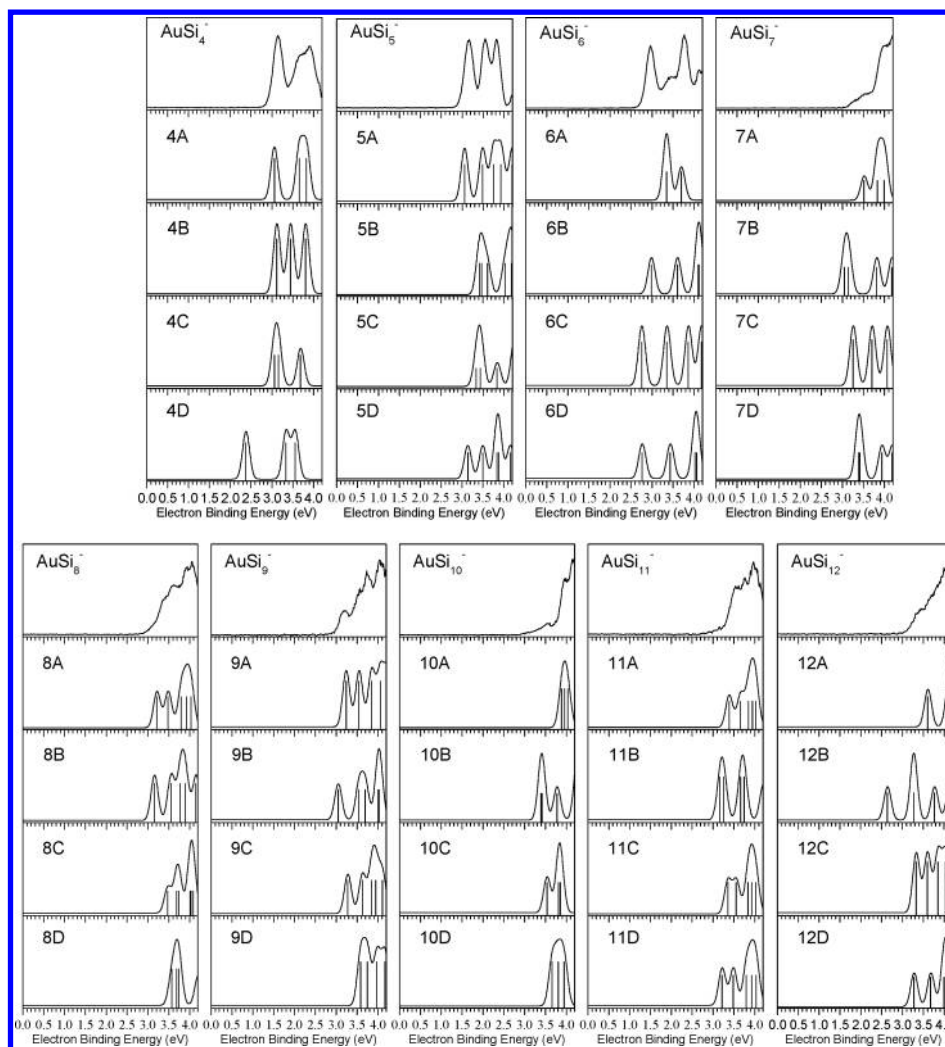 AuSi₄⁻ AuSi₅⁻ AuSi₆⁻ AuSi₇⁻
4A 5A 6A 7A
4B 5B 6B 7B
4C 5C 6C 7C
4D 5D 6D 7D
0.0 0.5 1.0 1.5 2.0 2.5 3.0 3.5 4.0 0.0 0.5 1.0 1.5 2.0 2.5 3.0 3.5 4.0 0.0 0.5 1.0 1.5 2.0 2.5 3.0 3.5 4.0 0.0 0.5 1.0 1.5 2.0 2.5 3.0 3.5 4.0
Electron Binding Energy (eV) Electron Binding Energy (eV) Electron Binding Energy (eV) Electron Binding Energy (eV)
AuSi₈⁻ AuSi₉⁻ AuSi₁₀⁻ AuSi₁₁⁻ AuSi₁₂⁻
8A 9A 10A 11A 12A
8B 9B 10B 11B 12B
8C 9C 10C 11C 12C
8D 9D 10D 11D 12D
0.0 0.5 1.0 1.5 2.0 2.5 3.0 3.5 4.0 0.0 0.5 1.0 1.5 2.0 2.5 3.0 3.5 4.0 0.0 0.5 1.0 1.5 2.0 2.5 3.0 3.5 4.0 0.0 0.5 1.0 1.5 2.0 2.5 3.0 3.5 4.0 0.0 0.5 1.0 1.5 2.0 2.5 3.0 3.5 4.0
Electron Binding Energy (eV) Electron Binding Energy (eV) Electron Binding Energy (eV) Electron Binding Energy (eV) Electron Binding Energy (eV)